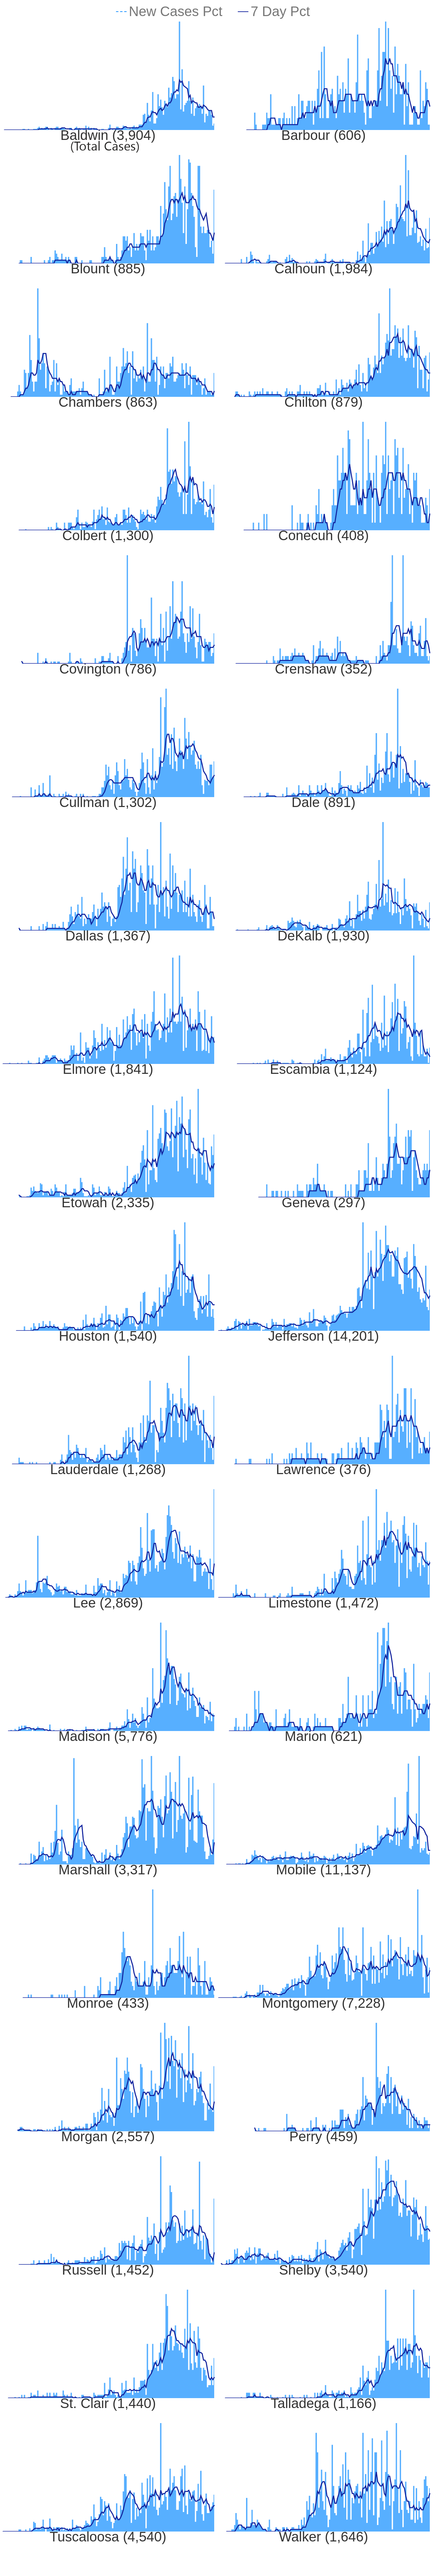 New Cases Pct 7 Day Pct
Baldwin (3,904) Barbour (606)
(Total Cases)
Blount (885) Calhoun (1,984)
Chambers (863) Chilton (879)
Colbert (1,300) Conecuh (408)
Covington (786) Crenshaw (352)
Cullman (1,302) Dale (891)
Dallas (1,367) DeKalb (1,930)
Elmore (1,841) Escambia (1,124)
Etowah (2,335) Geneva (297)
Houston (1,540) Jefferson (14,201)
Lauderdale (1,268) Lawrence (376)
Lee (2,869) Limestone (1,472)
Madison (5,776) Marion (621)
Marshall (3,317) Mobile (11,137)
Monroe (433) Montgomery (7,228)
Morgan (2,557) Perry (459)
Russell (1,452) Shelby (3,540)
St. Clair (1,440) Talladega (1,166)
Tuscaloosa (4,540) Walker (1,646)